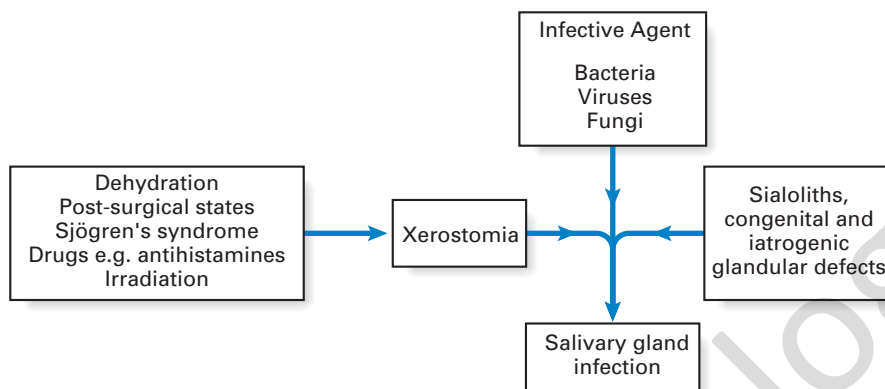 Infective Agent
Bacteria
Viruses
Fungi
Dehydration
Post-surgical states
Sjögren's syndrome
Drugs e.g. antihistamines
Irradiation
Xerostomia
Sialoliths,
congenital and
iatrogenic
glandular defects
Salivary gland
infection